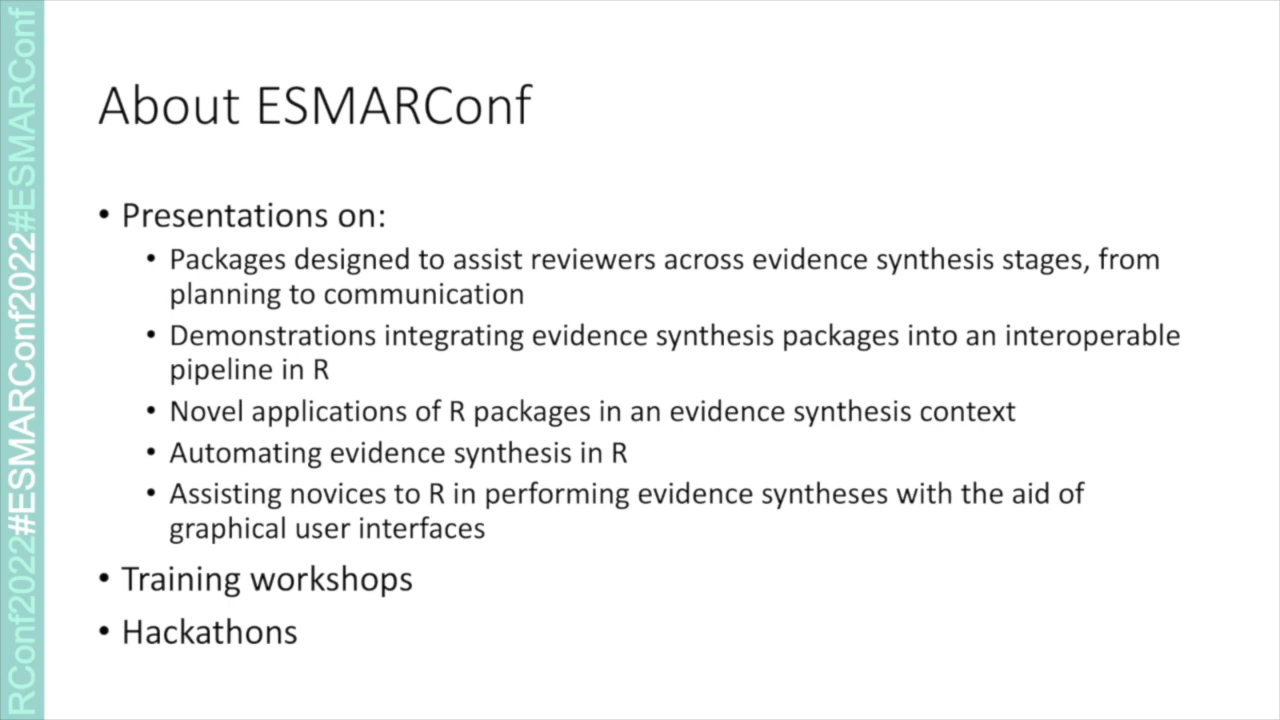 About ESMARConf
• Presentations on:
• Packages designed to assist reviewers across evidence synthesis stages, from
planning to communication
• Demonstrations integrating evidence synthesis packages into an interoperable
pipeline in R
• Novel applications of R packages in an evidence synthesis context
• Automating evidence synthesis in R
• Assisting novices to R in performing evidence syntheses with the aid of
graphical user interfaces
• Training workshops
• Hackathons
RConf2022#ESMARConf2022#ESMARConf